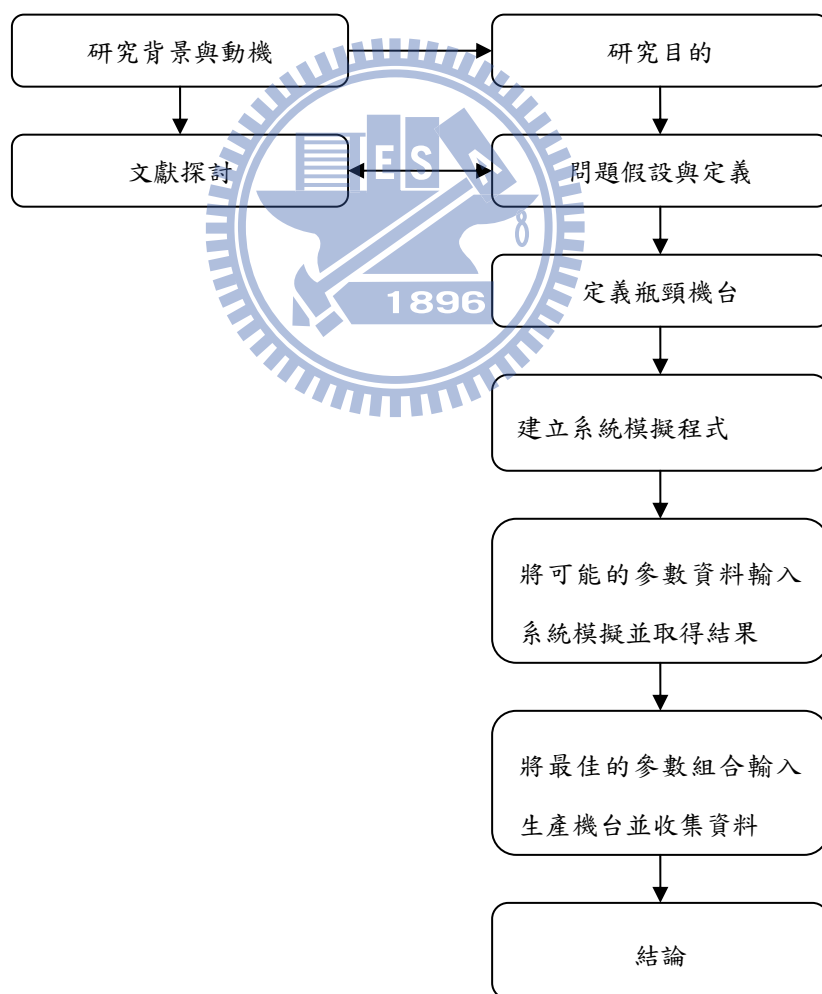 研究背景與動機
研究目的
文獻探討
ES
問題假設與定義
1896
定義瓶頸機台
建立系統模擬程式
將可能的參數資料輸入
系統模擬並取得結果
將最佳的參數組合輸入
生產機台並收集資料
結論